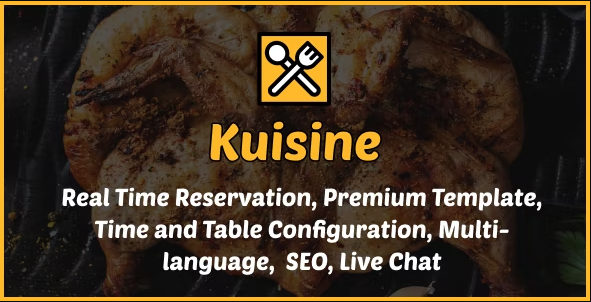 Kuisine
Real Time Reservation, Premium Template,
Time and Table Configuration, Multi-
language,  SEO, Live Chat